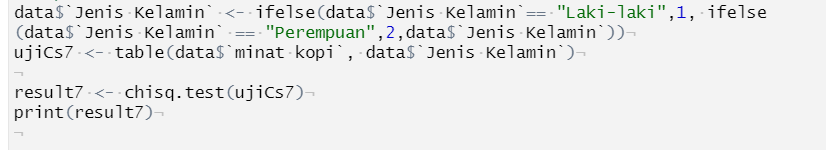 data$`Jenis Kelamin` <- ifelse(data$`Jenis Kelamin`== "Laki-laki",1, ifelse
(data$`Jenis Kelamin` == "Perempuan",2,data$`Jenis Kelamin`))¬
ujiCs7 <- table(data$`minat kopi`, data$`Jenis Kelamin`)¬
¬
result7 <- chisq.test(ujiCs7)¬
print(result7)¬
¬